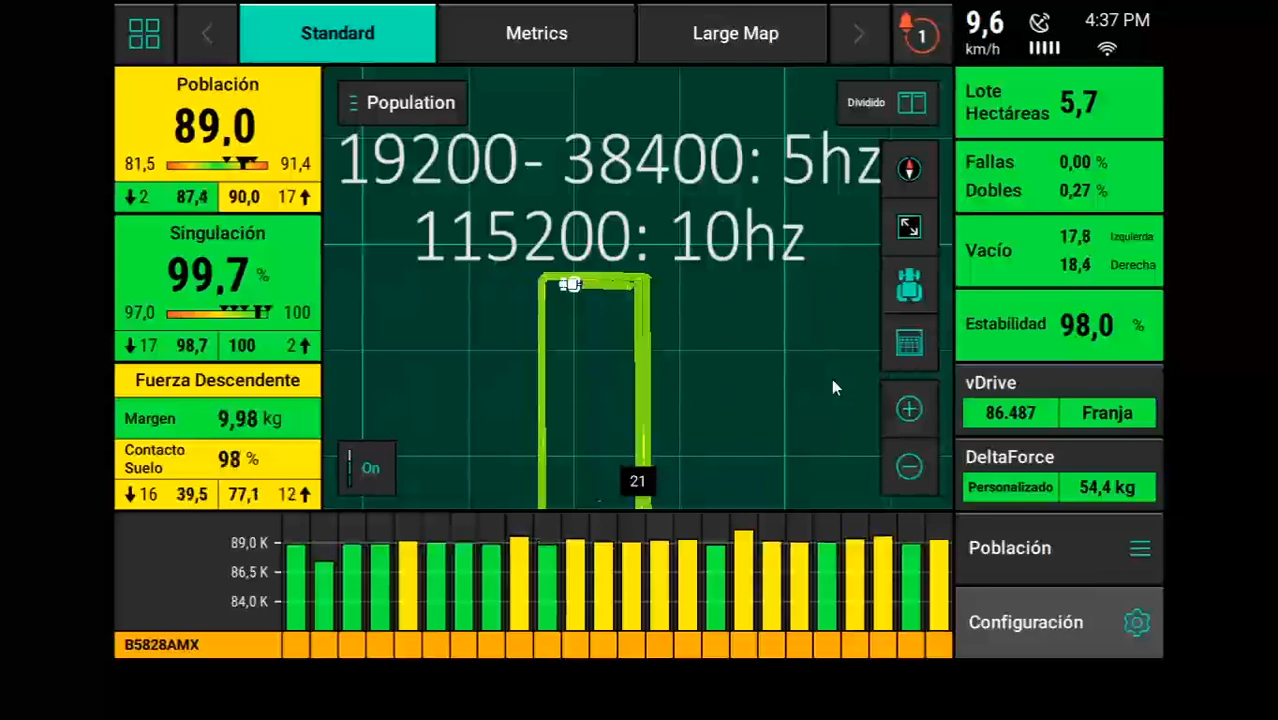 Standard
Metrics
Large Map
1
9,6
km/h
4:37 PM
Población
89,0
81,5
91,4
2
87,4
90,0
17
Singulación
99,7 %
97,0
100
17
98,7
100
2
Fuerza Descendente
Margen
9,98 kg
Contacto
Suelo
98 %
16
39,5
77,1
12
Population
Dividido
19200- 38400: 5hz
115200: 10hz
On
21
Lote
Hectáreas
5,7
Fallas
0,00 %
Dobles
0,27 %
Vacío
17,8 Izquierda
18,4 Derecha
Estabilidad
98,0 %
vDrive
86.487
Franja
DeltaForce
Personalizado
54,4 kg
Población
Configuración
89,0 K
86,5 K
84,0 K
B5828AMX